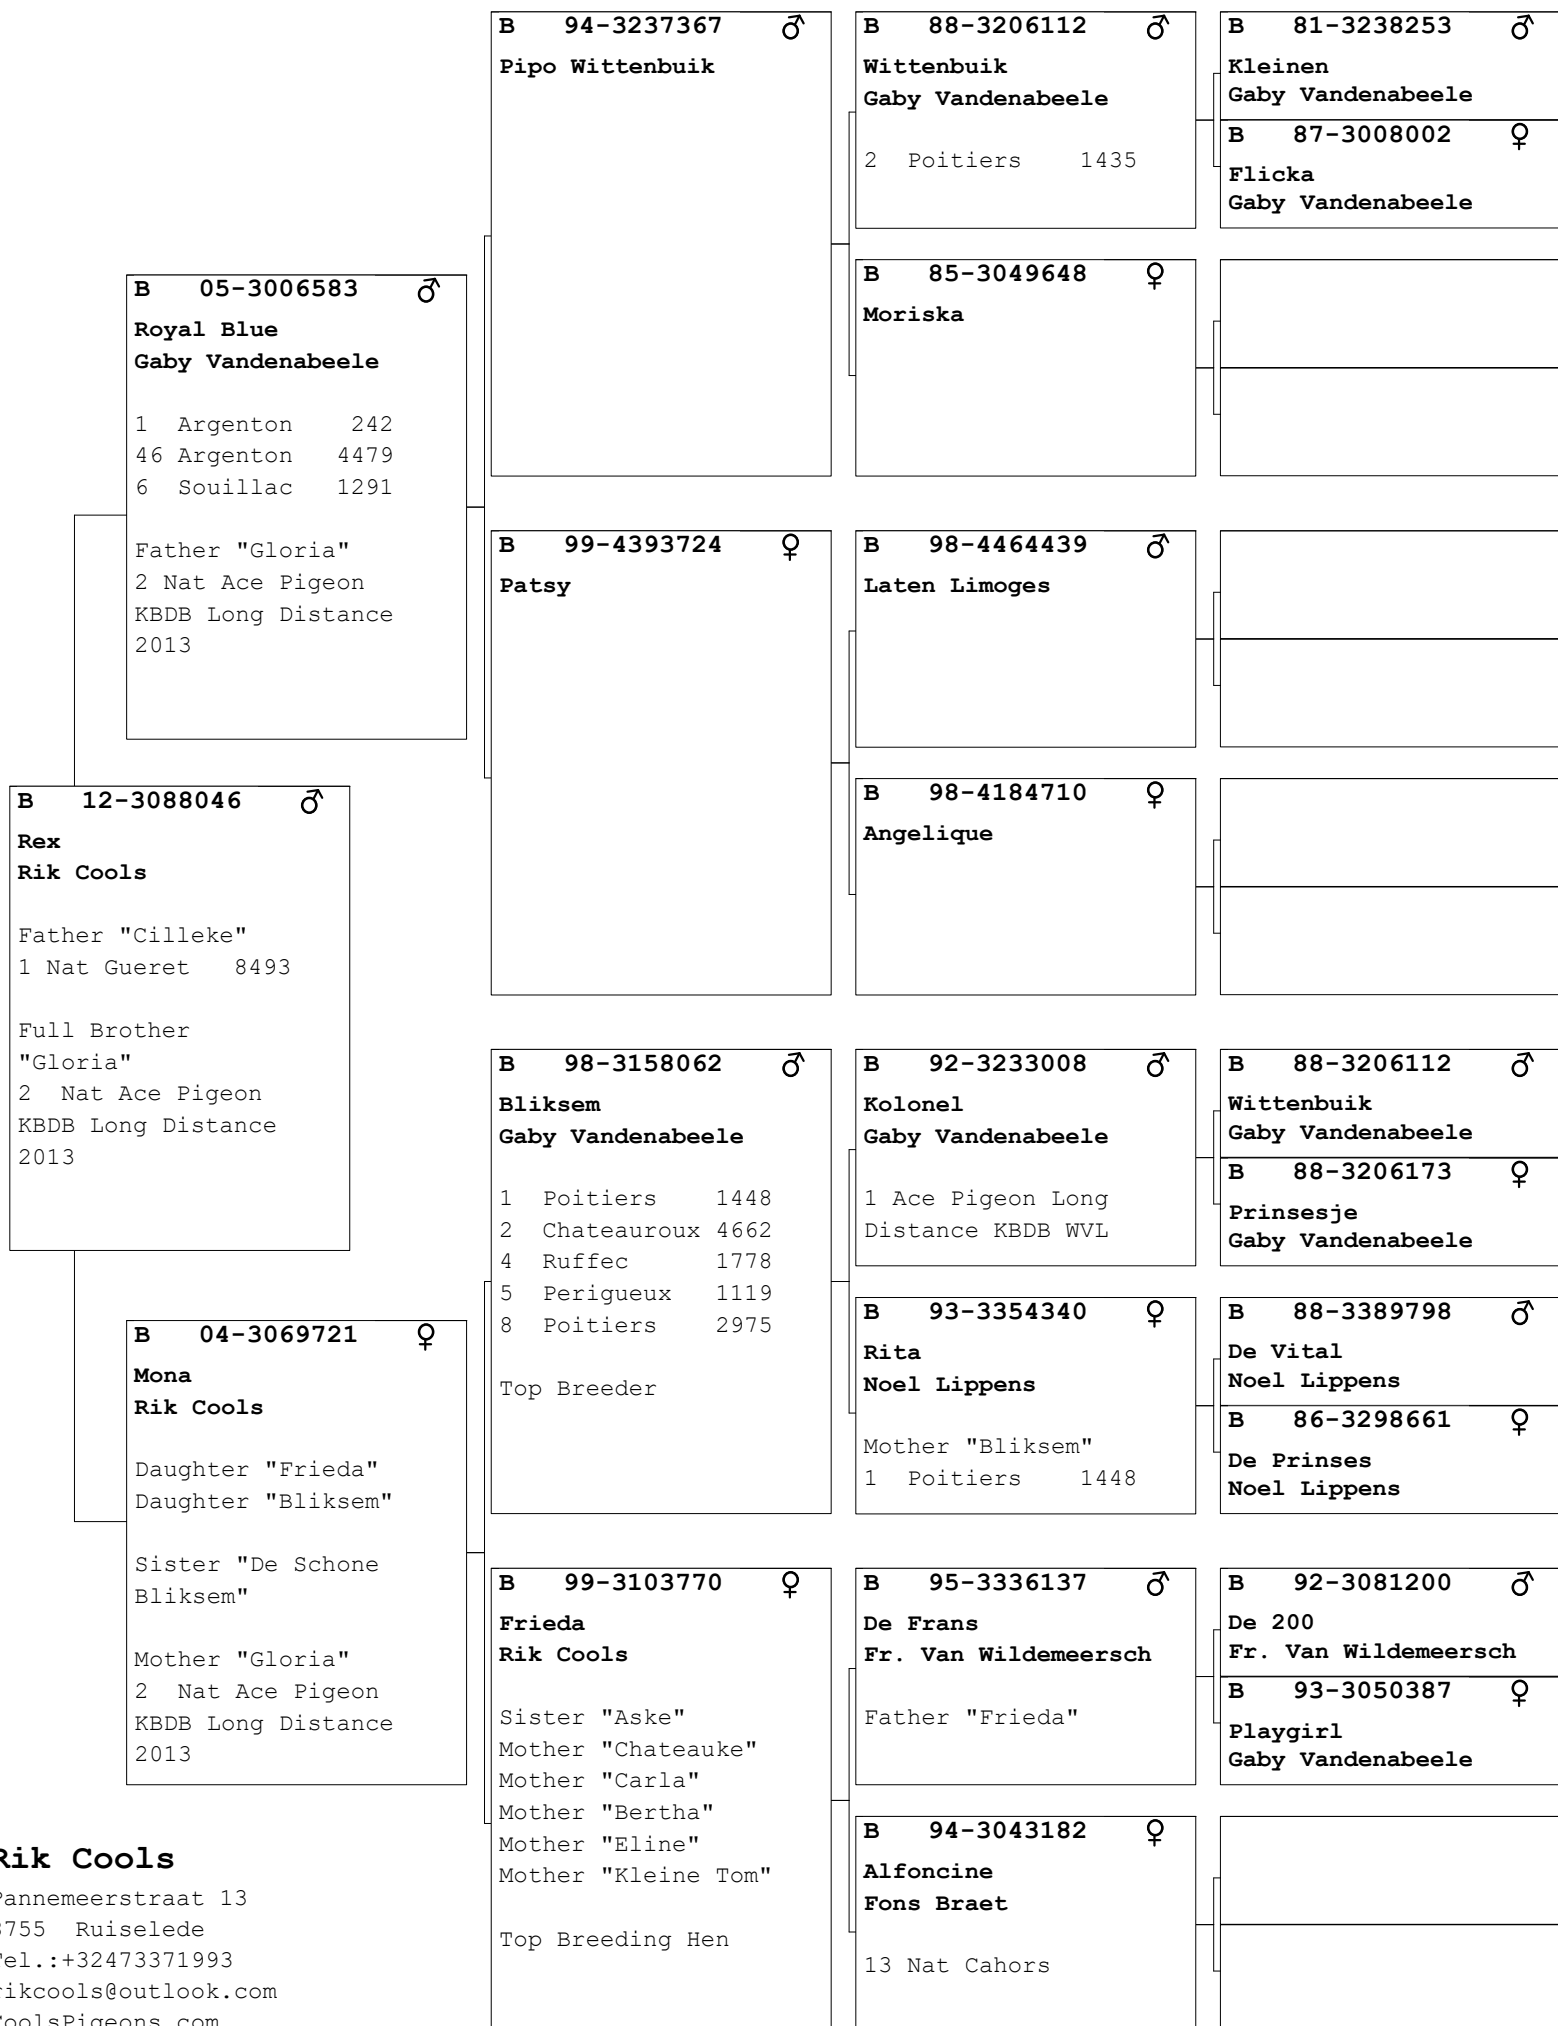 B 94-3237367 ♂
Pipo Wittenbuik
B 88-3206112 ♂
Wittenbuik
Gaby Vandenabeele
2 Poitiers 1435
B 81-3238253 ♂
Kleinen
Gaby Vandenabeele
B 87-3008002 ♀
Flicka
Gaby Vandenabeele
B 85-3049648 ♀
Moriska
B 05-3006583 ♂
Royal Blue
Gaby Vandenabeele
1 Argenton 242
46 Argenton 4479
6 Souillac 1291
Father "Gloria"
2 Nat Ace Pigeon
KBDB Long Distance
2013
B 99-4393724 ♀
Patsy
B 98-4464439 ♂
Laten Limoges
B 98-4184710 ♀
Angelique
B 12-3088046 ♂
Rex
Rik Cools
Father "Cilleke"
1 Nat Gueret 8493
Full Brother
"Gloria"
2 Nat Ace Pigeon
KBDB Long Distance
2013
B 98-3158062 ♂
Bliksem
Gaby Vandenabeele
1 Poitiers 1448
2 Chateauroux 4662
4 Ruffec 1778
5 Perigueux 1119
8 Poitiers 2975
Top Breeder
B 92-3233008 ♂
Kolonel
Gaby Vandenabeele
1 Ace Pigeon Long
Distance KBDB WVL
B 88-3206112 ♂
Wittenbuik
Gaby Vandenabeele
B 88-3206173 ♀
Prinsesje
Gaby Vandenabeele
B 93-3354340 ♀
Rita
Noel Lippens
Mother "Bliksem"
1 Poitiers 1448
B 88-3389798 ♂
De Vital
Noel Lippens
B 86-3298661 ♀
De Prinses
Noel Lippens
B 04-3069721 ♀
Mona
Rik Cools
Daughter "Frieda"
Daughter "Bliksem"
Sister "De Schone
Bliksem"
Mother "Gloria"
2 Nat Ace Pigeon
KBDB Long Distance
2013
B 99-3103770 ♀
Frieda
Rik Cools
Sister "Aske"
Mother "Chateauke"
Mother "Carla"
Mother "Bertha"
Mother "Eline"
Mother "Kleine Tom"
Top Breeding Hen
B 95-3336137 ♂
De Frans
Fr. Van Wildemeersch
Father "Frieda"
B 92-3081200 ♂
De 200
Fr. Van Wildemeersch
B 93-3050387 ♀
Playgirl
Gaby Vandenabeele
B 94-3043182 ♀
Alfoncine
Fons Braet
13 Nat Cahors
Rik Cools
Pannemeerstraat 13
8755 Ruiselede
Tel.:+32473371993
rikcools@outlook.com
CoolsPigeons.com